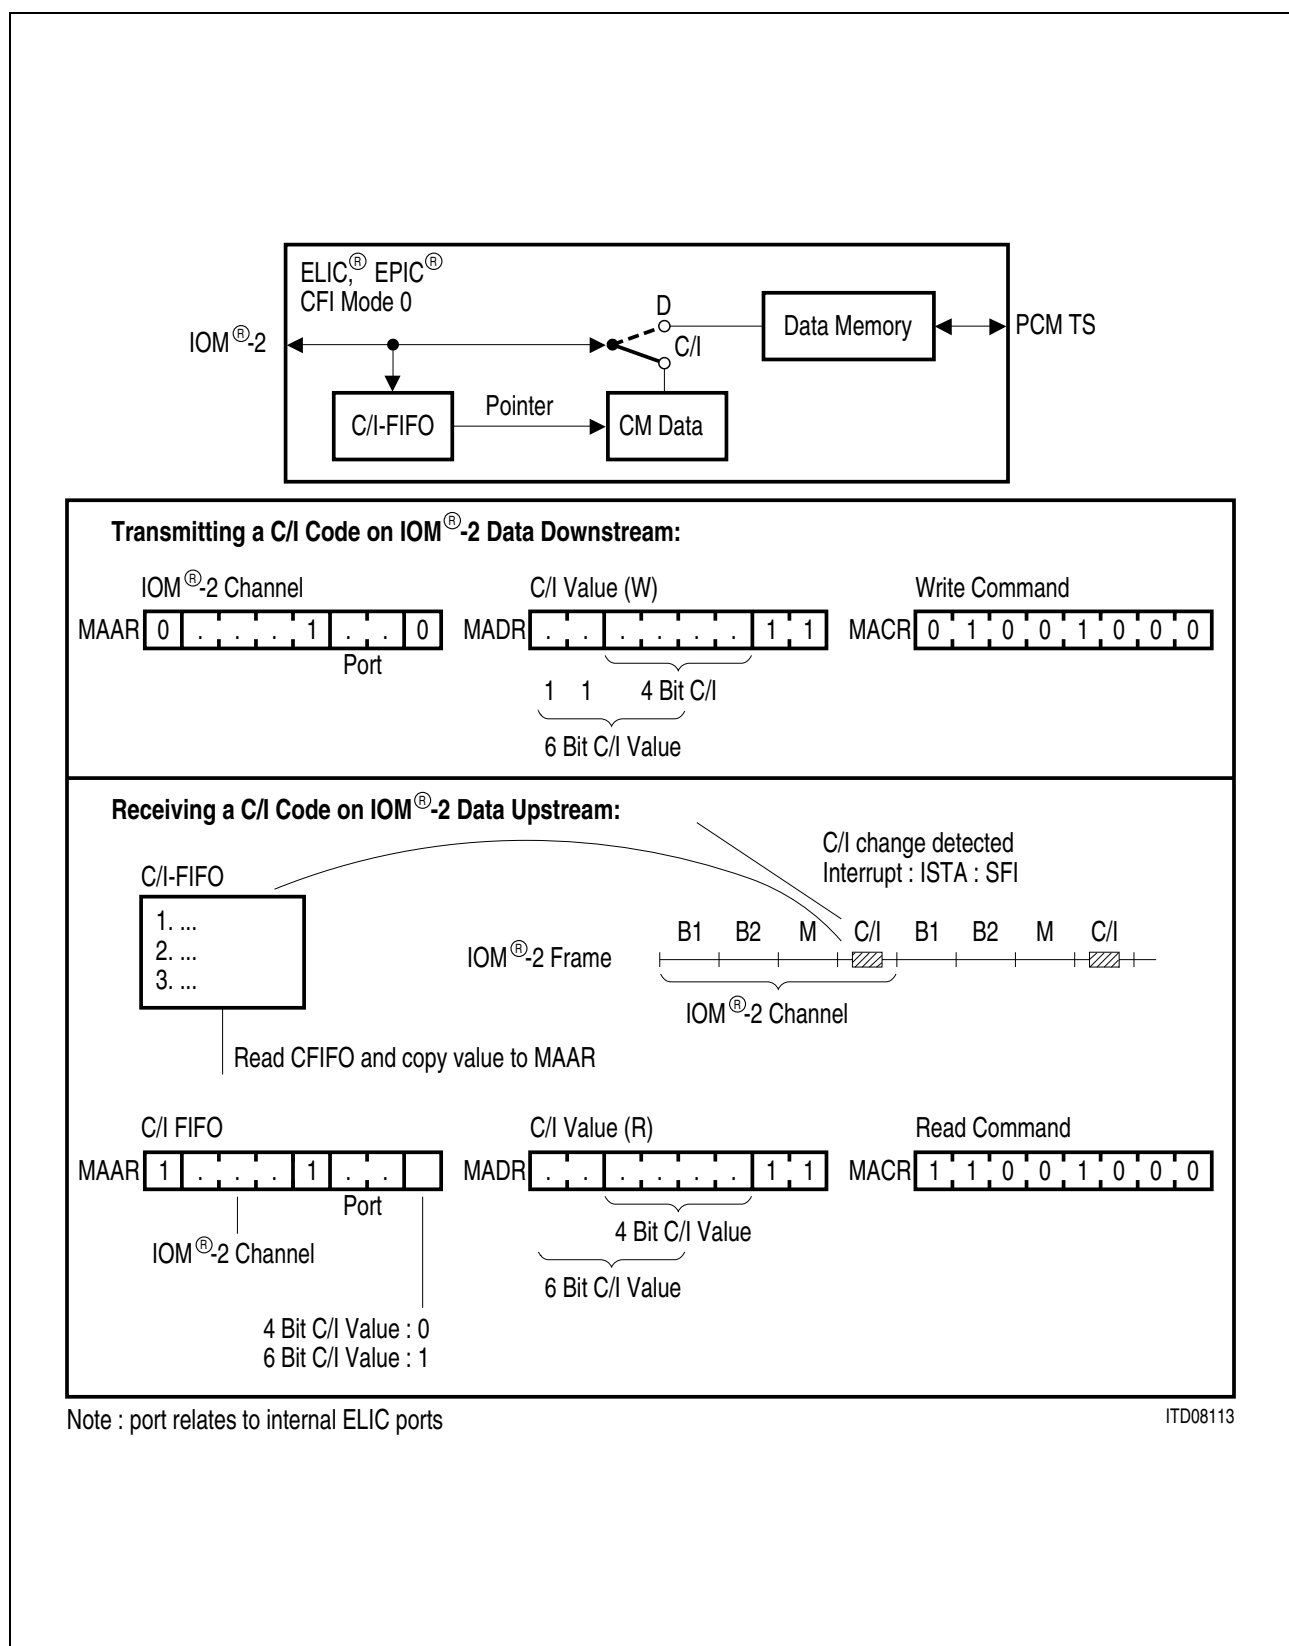 ELIC,® EPIC®
CFI Mode 0
D
Data Memory
PCM TS
IOM®-2
C/I
C/I-FIFO
Pointer
CM Data
Transmitting a C/I Code on IOM®-2 Data Downstream:
IOM®-2 Channel
C/I Value (W)
Write Command
MAAR 0 . . . 1 . . 0
MADR . . . . . . 1 1
MACR 0 1 0 0 1 0 0 0
Port
1 1 4 Bit C/I
6 Bit C/I Value
Receiving a C/I Code on IOM®-2 Data Upstream:
C/I change detected
Interrupt : ISTA : SFI
C/I-FIFO
1. ...
2. ...
3. ...
B1 B2 M C/I B1 B2 M C/I
IOM®-2 Frame
IOM®-2 Channel
Read CFIFO and copy value to MAAR
C/I FIFO
C/I Value (R)
Read Command
MAAR 1 . . . 1 . .
MADR . . . . . . 1 1
MACR 1 1 0 0 1 0 0 0
Port
4 Bit C/I Value
IOM®-2 Channel
6 Bit C/I Value
4 Bit C/I Value : 0
6 Bit C/I Value : 1
Note : port relates to internal ELIC ports
ITD08113